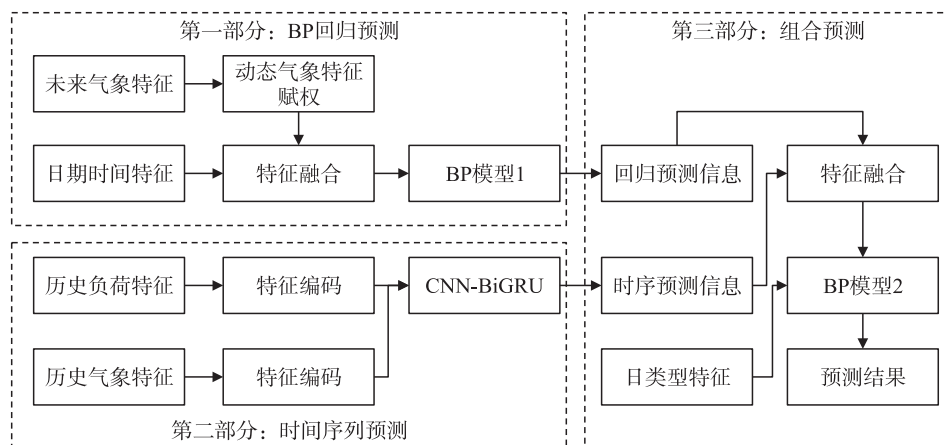 第一部分：BP回归预测
未来气象特征
动态气象特征
赋权
日期时间特征
特征融合
BP模型1
历史负荷特征
特征编码
CNN-BiGRU
历史气象特征
特征编码
第二部分：时间序列预测
第三部分：组合预测
回归预测信息
特征融合
时序预测信息
BP模型2
日类型特征
预测结果